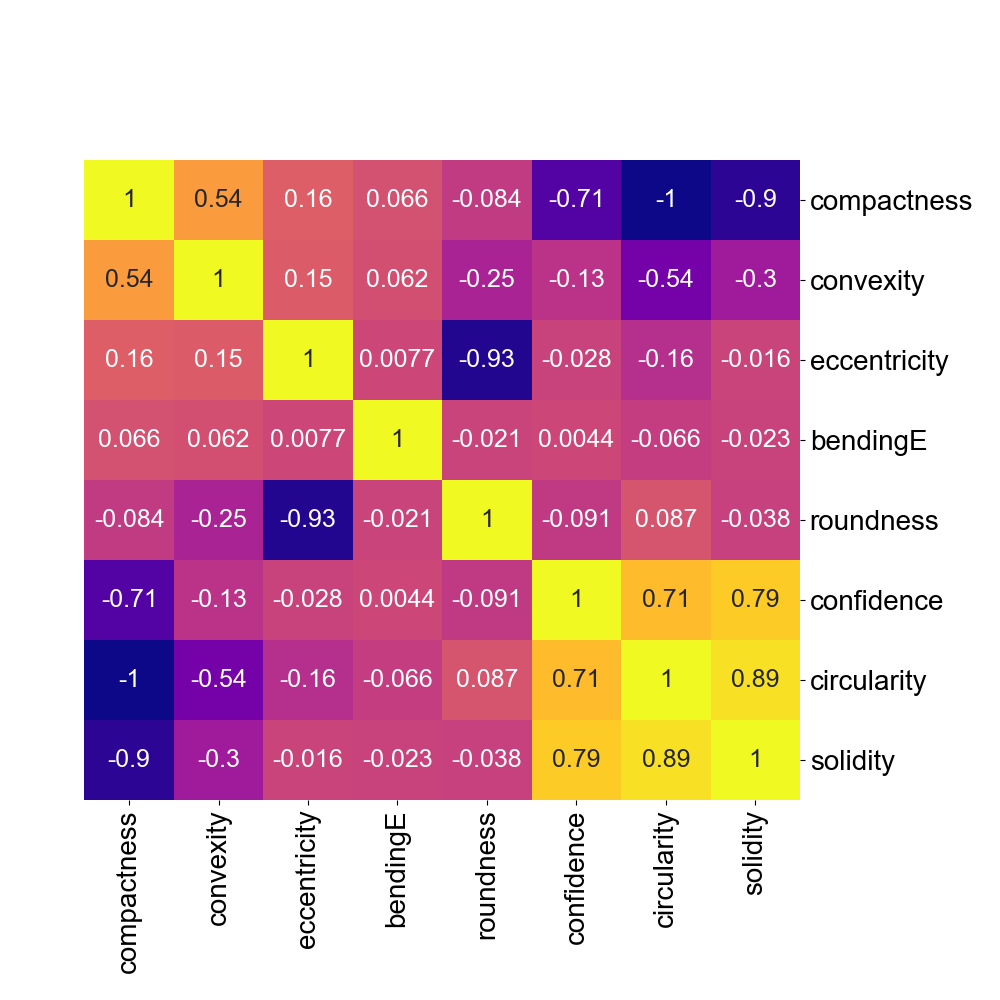 1 0.54 0.16 0.066 -0.084 -0.71 -1 -0.9 compactness
0.54 1 0.15 0.062 -0.25 -0.13 -0.54 -0.3 convexity
0.16 0.15 1 0.0077 -0.93 -0.028 -0.16 -0.016 eccentricity
0.066 0.062 0.0077 1 -0.021 0.0044 -0.066 -0.023 bendingE
-0.084 -0.25 -0.93 -0.021 1 -0.091 0.087 -0.038 roundness
-0.71 -0.13 -0.028 0.0044 -0.091 1 0.71 0.79 confidence
-1 -0.54 -0.16 -0.066 0.087 0.71 1 0.89 circularity
-0.9 -0.3 -0.016 -0.023 -0.038 0.79 0.89 1 solidity
compactness
convexity
eccentricity
bendingE
roundness
confidence
circularity
solidity